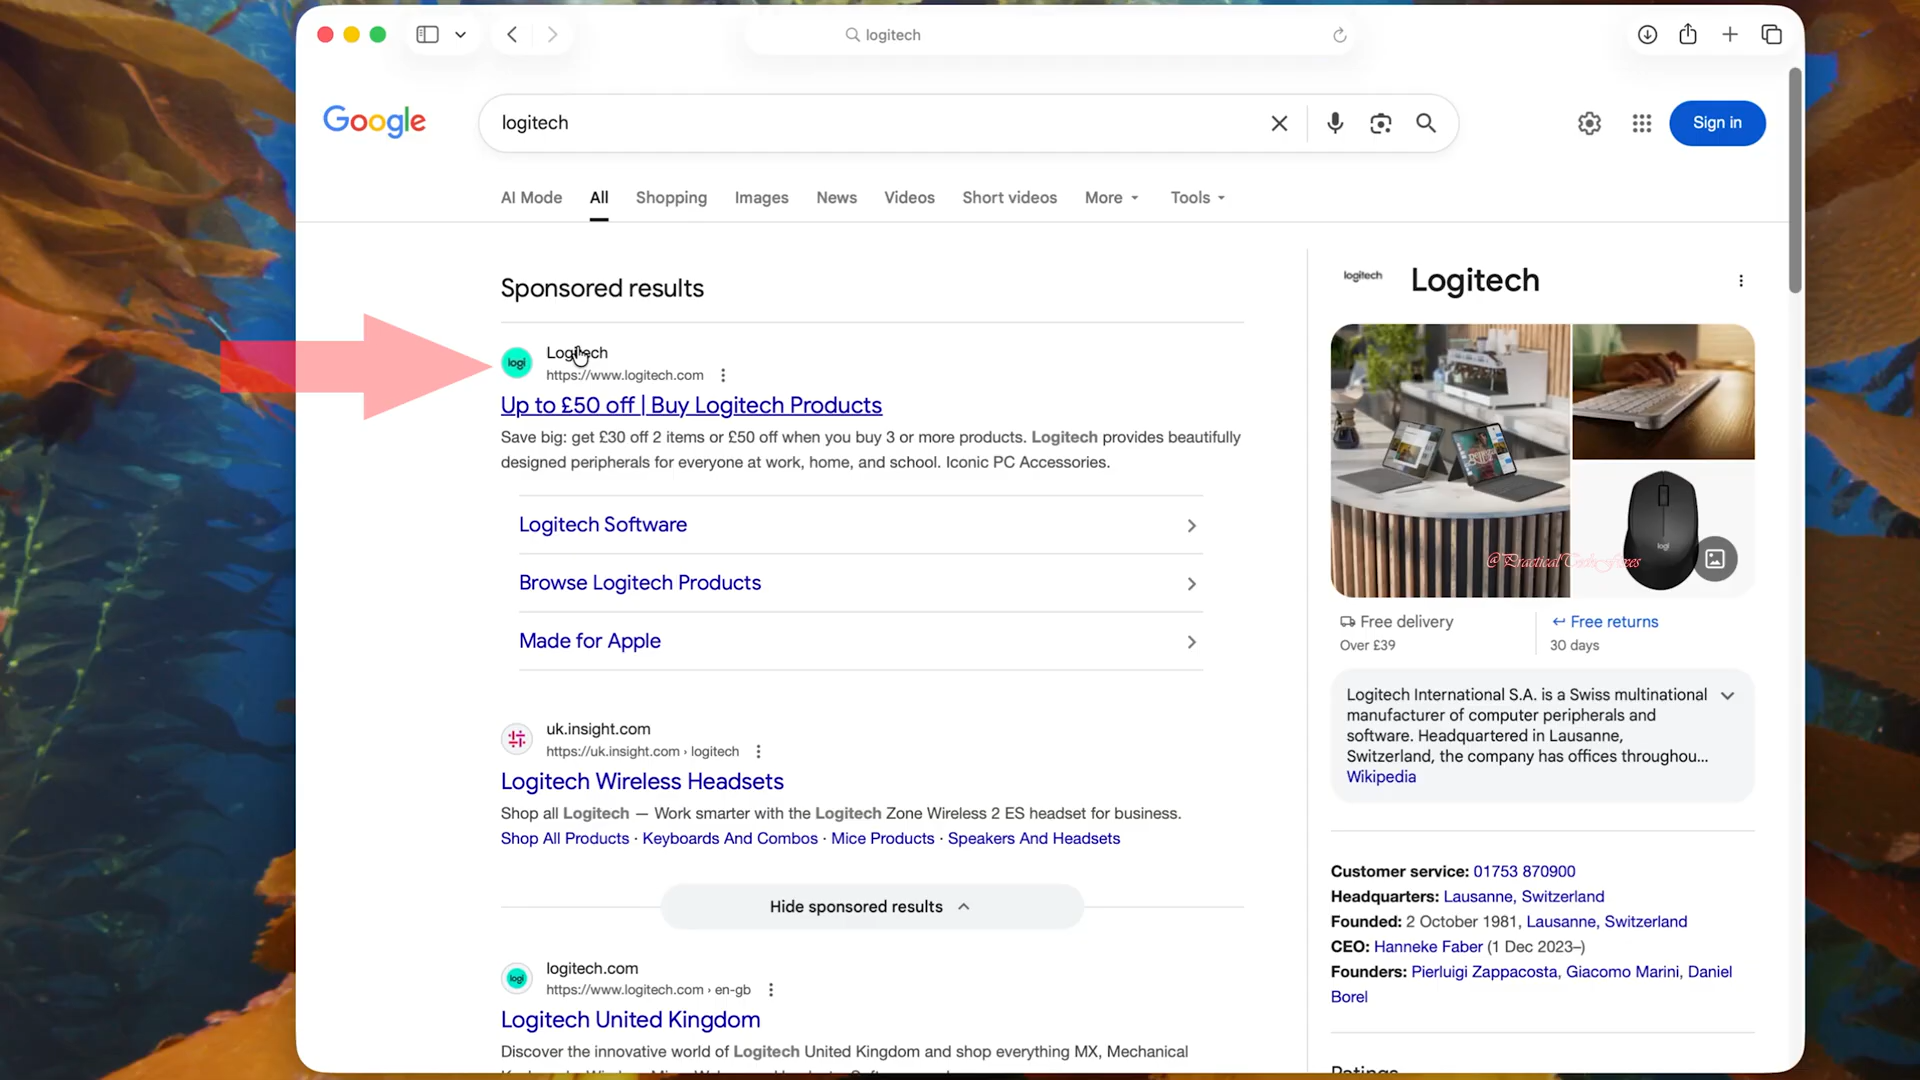 logitech
Google
logitech
Sign in
AI Mode
All
Shopping
Images
News
Videos
Short videos
More
Tools
Sponsored results
logi
Logitech
https://www.logitech.com
Up to £50 off | Buy Logitech Products
Save big: get £30 off 2 items or £50 off when you buy 3 or more products. Logitech provides beautifully
designed peripherals for everyone at work, home, and school. Iconic PC Accessories.
Logitech Software
Browse Logitech Products
Made for Apple
uk.insight.com
https://uk.insight.com › logitech
Logitech Wireless Headsets
Shop all Logitech — Work smarter with the Logitech Zone Wireless 2 ES headset for business.
Shop All Products · Keyboards And Combos · Mice Products · Speakers And Headsets
Hide sponsored results
logi
logitech.com
https://www.logitech.com › en-gb
Logitech United Kingdom
Discover the innovative world of Logitech United Kingdom and shop everything MX, Mechanical
logitech
Logitech
logi
@PracticalTechsfixes
Free delivery
Over £39
Free returns
30 days
Logitech International S.A. is a Swiss multinational
manufacturer of computer peripherals and
software. Headquartered in Lausanne,
Switzerland, the company has offices throughou...
Wikipedia
Customer service: 01753 870900
Headquarters: Lausanne, Switzerland
Founded: 2 October 1981, Lausanne, Switzerland
CEO: Hanneke Faber (1 Dec 2023–)
Founders: Pierluigi Zappacosta, Giacomo Marini, Daniel
Borel
Ratings